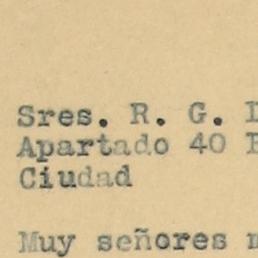 Sres. R. G.
Apartado 40
Ciudad
Muy señores